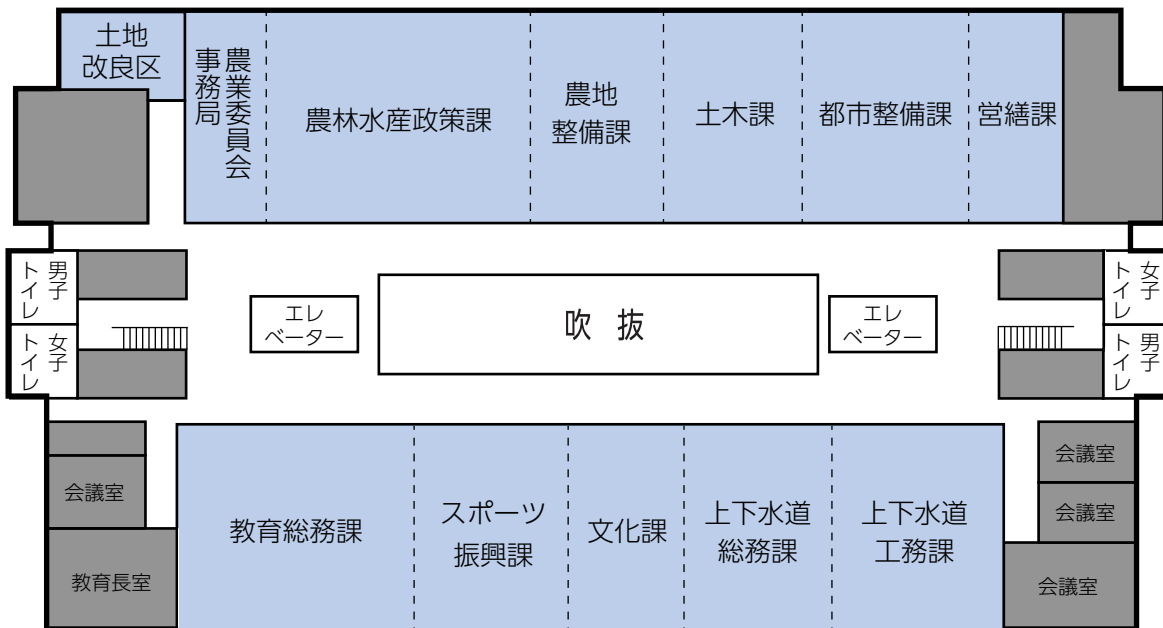 土地
改良区
農業委員会
事務局
農林水産政策課
農地
整備課
土木課
都市整備課
営繕課
男子
トイレ
女子
トイレ
エレ
ベーター
吹 抜
エレ
ベーター
女子
トイレ
男子
トイレ
会議室
教育長室
教育総務課
スポーツ
振興課
文化課
上下水道
総務課
上下水道
工務課
会議室
会議室
会議室